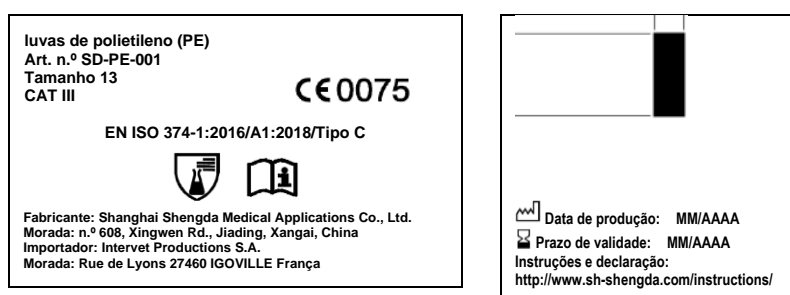 luvas de polietileno (PE)
Art. n.º SD-PE-001
Tamanho 13
CAT III
CE 0075
EN ISO 374-1:2016/A1:2018/Tipo C
Fabricante: Shanghai Shengda Medical Applications Co., Ltd.
Morada: n.º 608, Xingwen Rd., Jiading, Xangai, China
Importador: Intervet Productions S.A.
Morada: Rue de Lyons 27460 IGOVILLE França
Data de produção: MM/AAAA
Prazo de validade: MM/AAAA
Instruções e declaração:
http://www.sh-shengda.com/instructions/